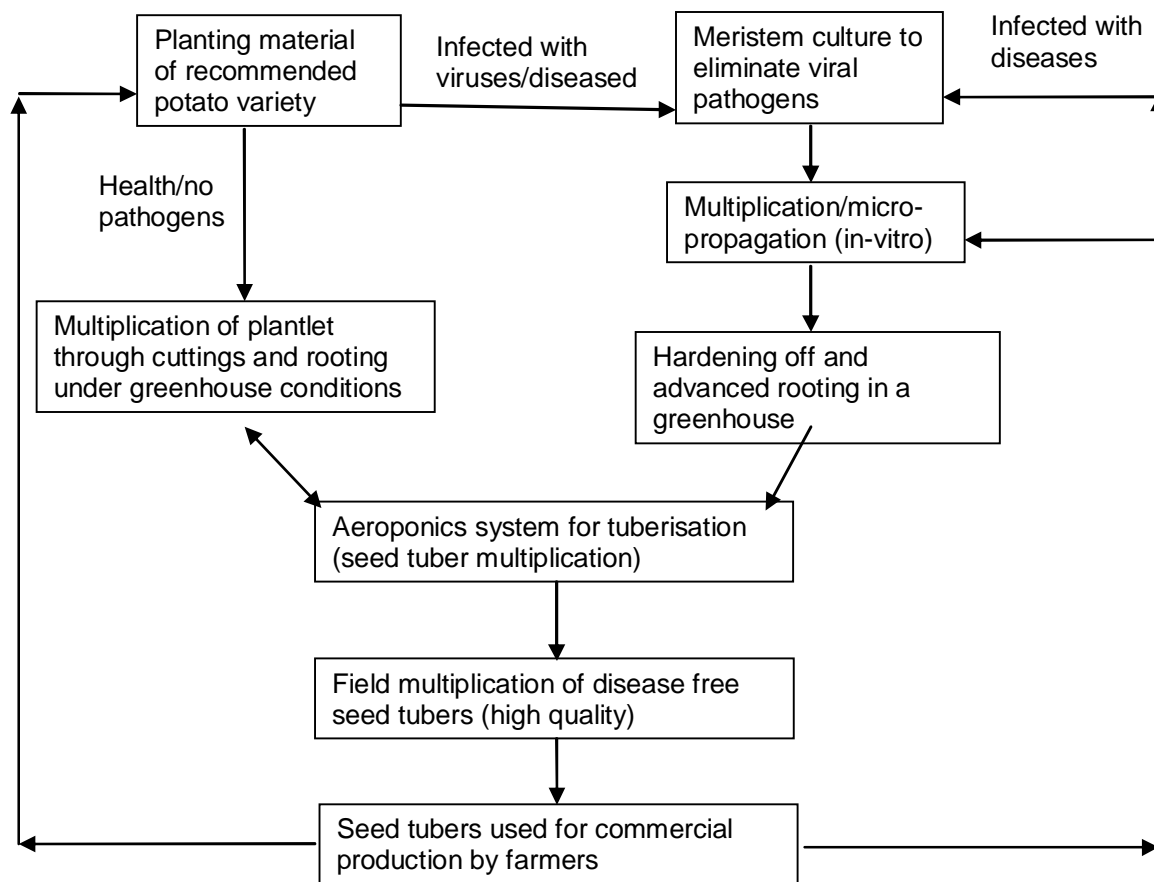 Planting material
of recommended
potato variety
Infected with
viruses/diseased
Meristem culture to
eliminate viral
pathogens
Infected with
diseases
Health/no
pathogens
Multiplication/micro-
propagation (in-vitro)
Multiplication of plantlet
through cuttings and rooting
under greenhouse conditions
Hardening off and
advanced rooting in a
greenhouse
Aeroponics system for tuberisation
(seed tuber multiplication)
Field multiplication of disease free
seed tubers (high quality)
Seed tubers used for commercial
production by farmers